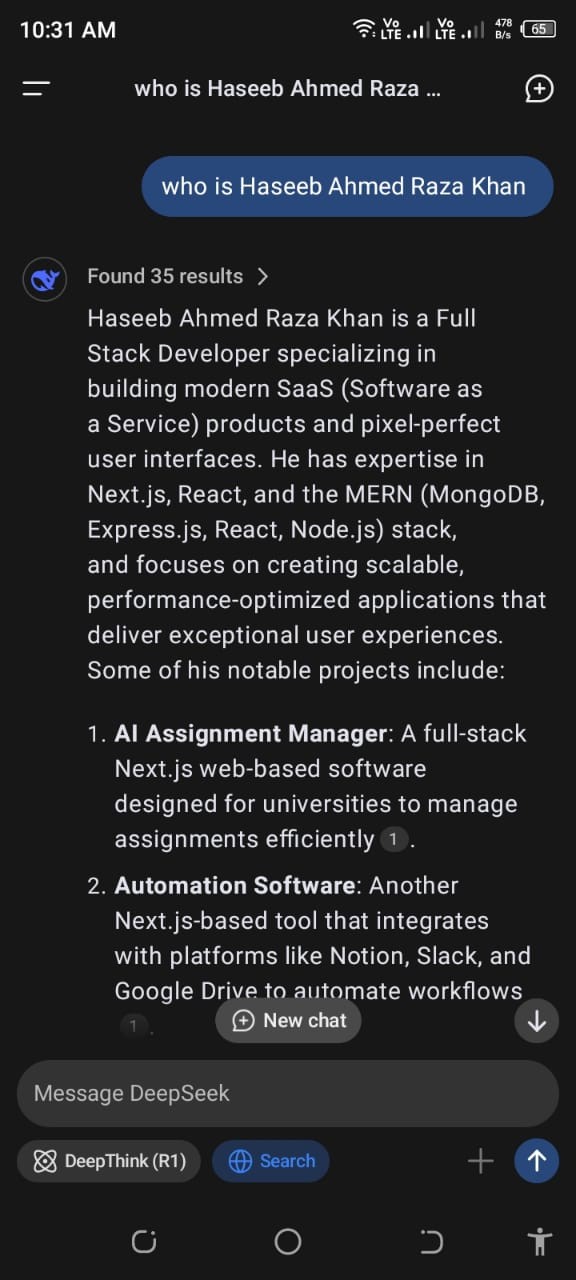 10:31 AM
Vo LTE Vo LTE 478 B/s 65
who is Haseeb Ahmed Raza ...
who is Haseeb Ahmed Raza Khan
Found 35 results
Haseeb Ahmed Raza Khan is a Full
Stack Developer specializing in
building modern SaaS (Software as
a Service) products and pixel-perfect
user interfaces. He has expertise in
Next.js, React, and the MERN (MongoDB,
Express.js, React, Node.js) stack,
and focuses on creating scalable,
performance-optimized applications that
deliver exceptional user experiences.
Some of his notable projects include:
1. AI Assignment Manager: A full-stack
Next.js web-based software
designed for universities to manage
assignments efficiently 1 .
2. Automation Software: Another
Next.js-based tool that integrates
with platforms like Notion, Slack, and
Google Drive to automate workflows
1 .
New chat
Message DeepSeek
DeepThink (R1) Search